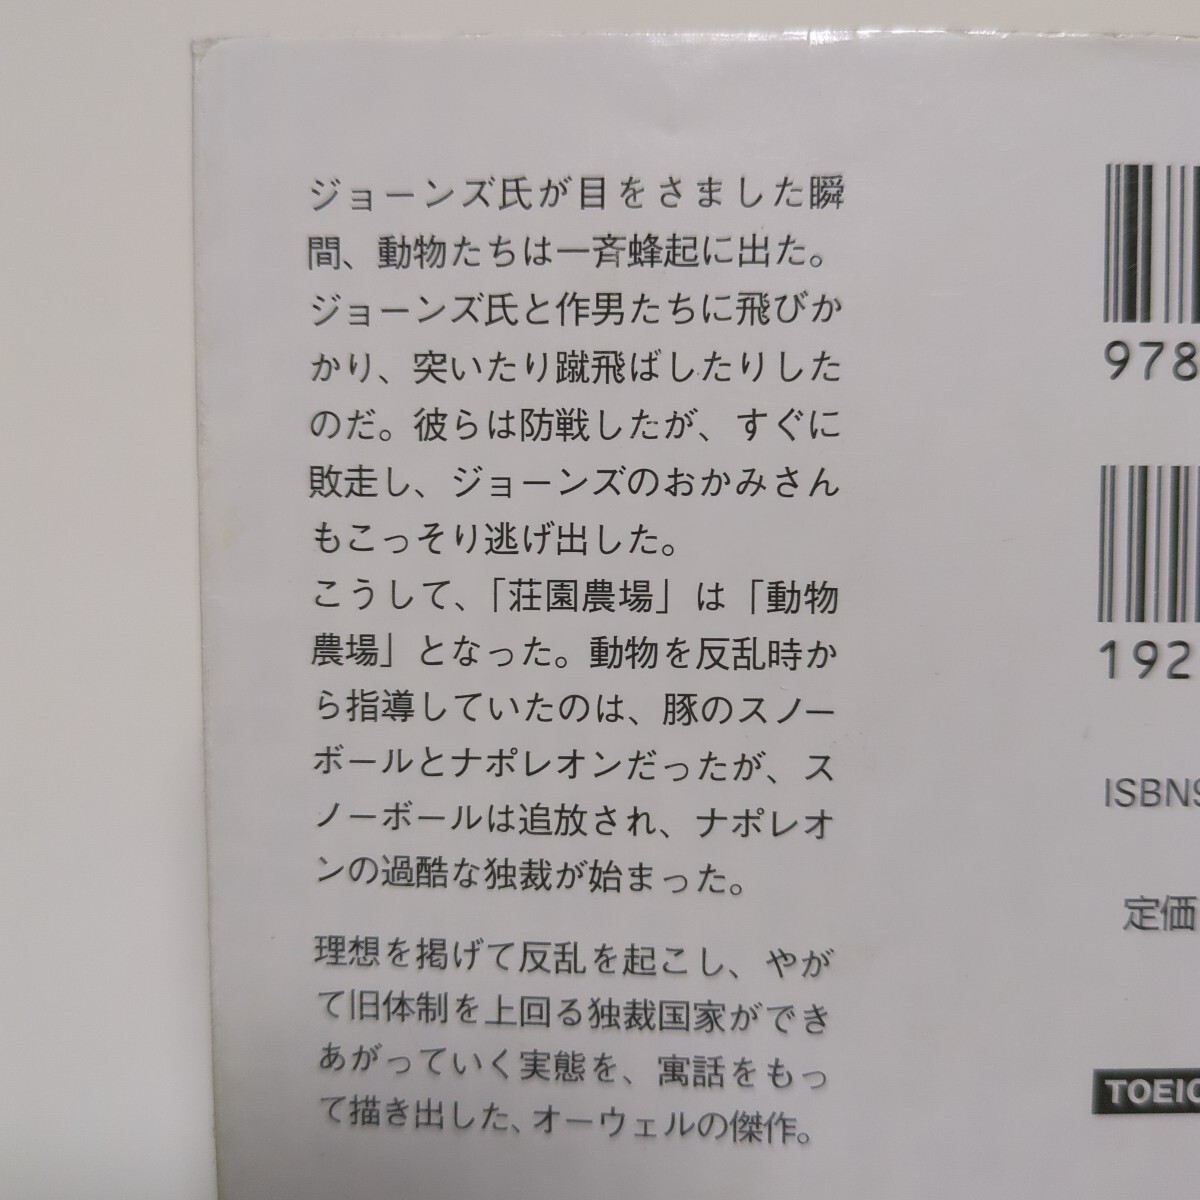 ジョーンズ氏が目をさました瞬
間、動物たちは一斉蜂起に出た。
ジョーンズ氏と作男たちに飛びか
かり、突いたり蹴飛ばしたりした
のだ。彼らは防戦したが、すぐに
敗走し、ジョーンズのおかみさん
もこっそり逃げ出した。
こうして、「荘園農場」は「動物
農場」となった。動物を反乱時か
ら指導していたのは、豚のスノー
ボールとナポレオンだったが、ス
ノーボールは追放され、ナポレオ
ンの過酷な独裁が始まった。
理想を掲げて反乱を起こし、やが
て旧体制を上回る独裁国家ができ
あがっていく実態を、寓話をもっ
て描き出した、オーウェルの傑作。
978
192
ISBN9
定価
TOEIC